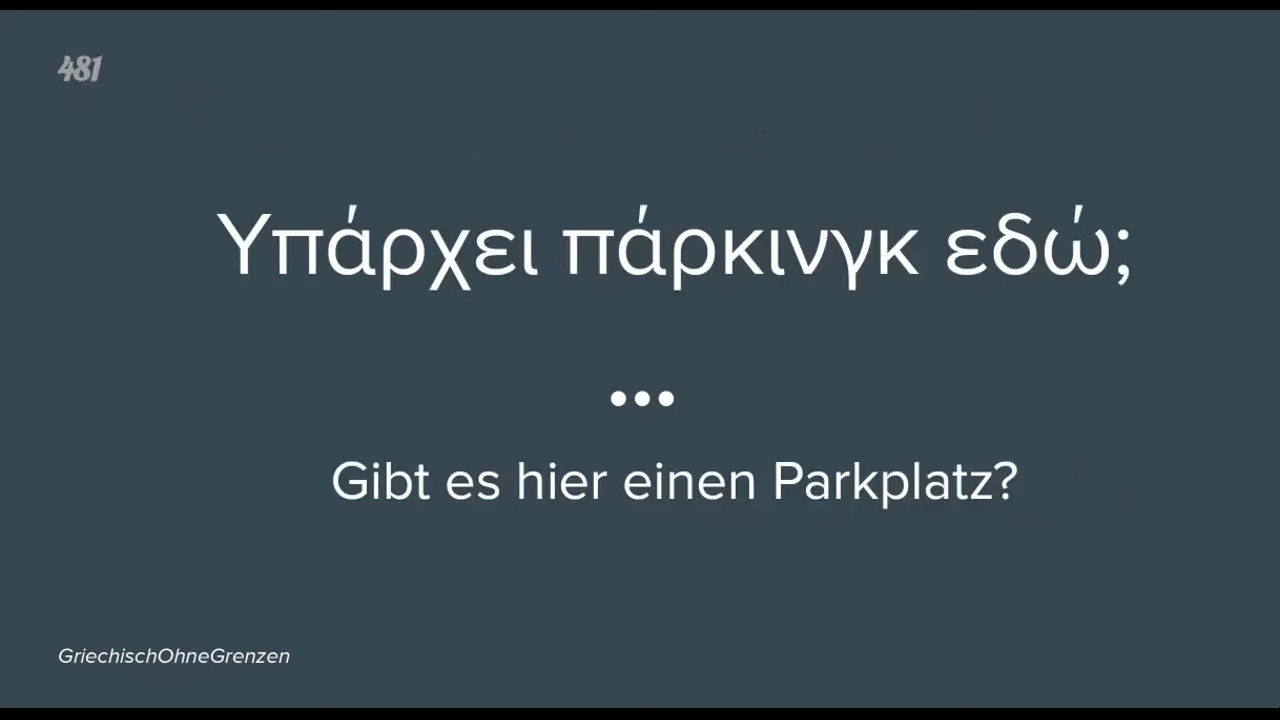 481
Υπάρχει πάρκινγκ εδώ;
•••
Gibt es hier einen Parkplatz?
GriechischOhneGrenzen